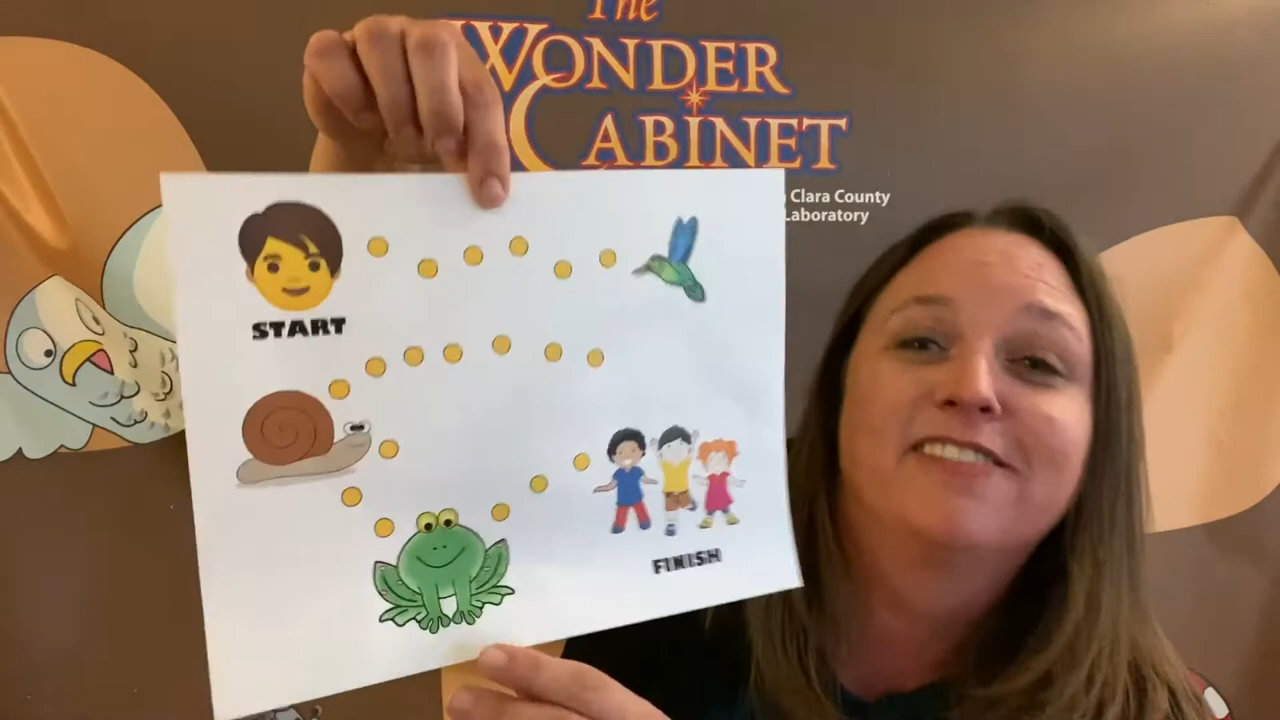 The
WONDER
CABINET
Clara County
Laboratory
START
FINISH